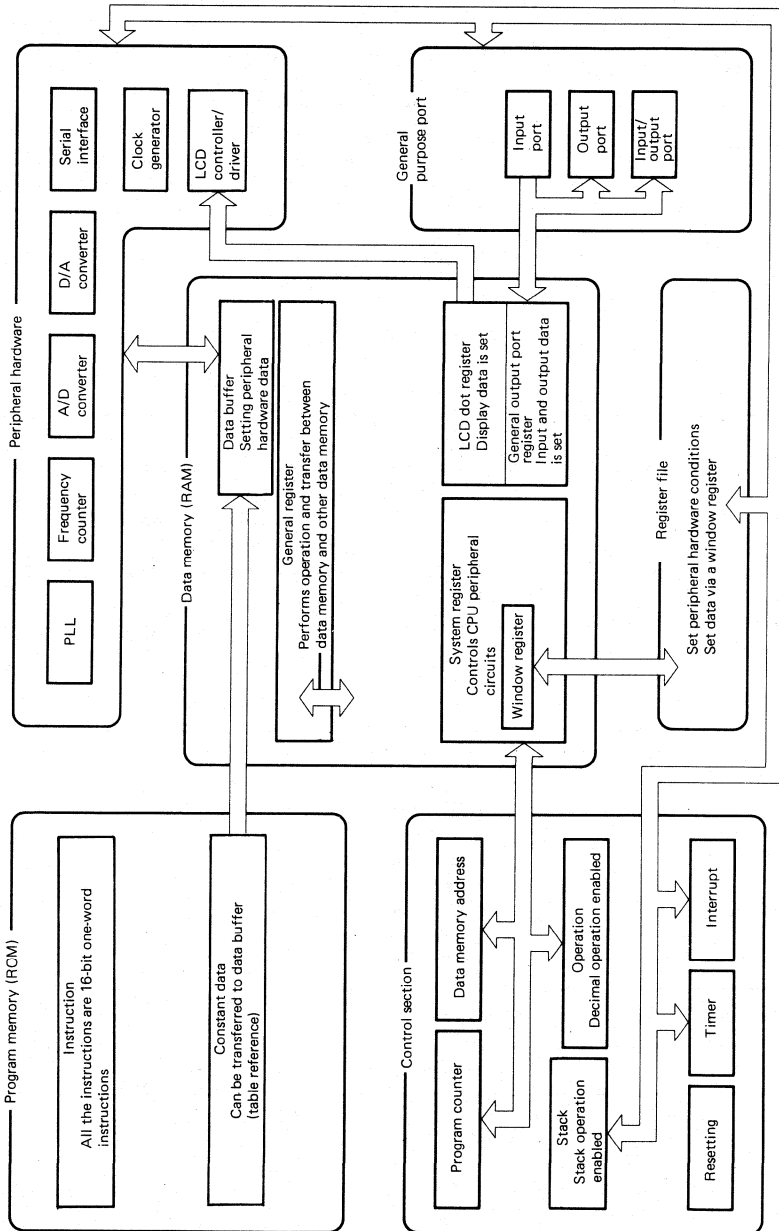 Program memory (RCM)
Instruction
All the instructions are 16-bit one-word
instructions
Constant data
Can be transferred to data buffer
(table reference)
Peripheral hardware
PLL
Frequency
counter
A/D
converter
D/A
converter
Serial
interface
Clock
generator
LCD
controller/
driver
Data memory (RAM)
Data buffer
Setting peripheral
hardware data
General register
Performs operation and transfer between
data memory and other data memory
System register
Controls CPU peripheral
circuits
Window register
LCD dot register
Display data is set
General output port
register
Input and output data
is set
General
purpose port
Input
port
Output
port
Input/
output port
Control section
Program counter
Data memory address
Stack
Stack operation
enabled
Operation
Decimal operation enabled
Resetting
Timer
Interrupt
Register file
Set peripheral hardware conditions
Set data via a window register